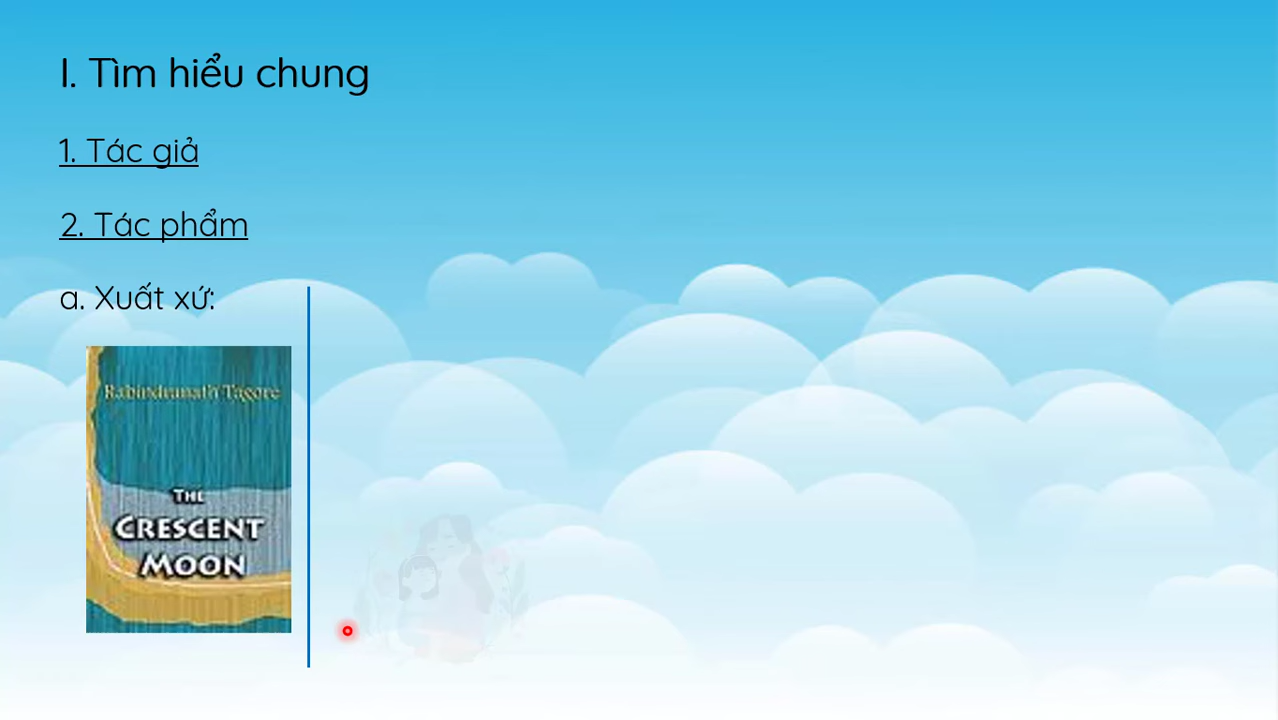 I. Tìm hiểu chung
1. Tác giả
2. Tác phẩm
a. Xuất xứ:
Rabindranath Tagore
THE
CRESCENT
MOON